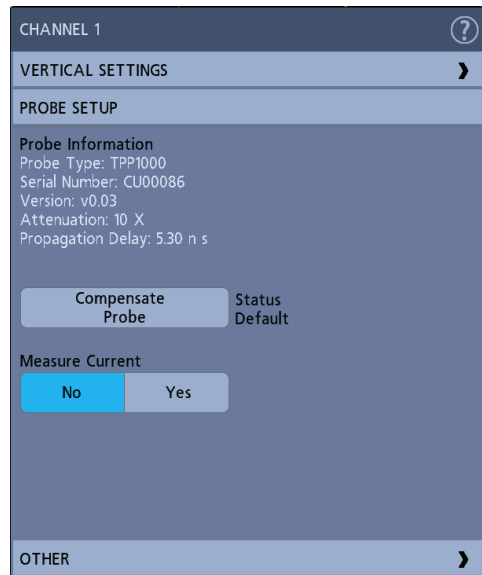 CHANNEL 1
?
VERTICAL SETTINGS
PROBE SETUP
Probe Information
Probe Type: TPP1000
Serial Number: CU00086
Version: v0.03
Attenuation: 10 X
Propagation Delay: 5.30 n s
Compensate
Probe
Status
Default
Measure Current
No Yes
OTHER